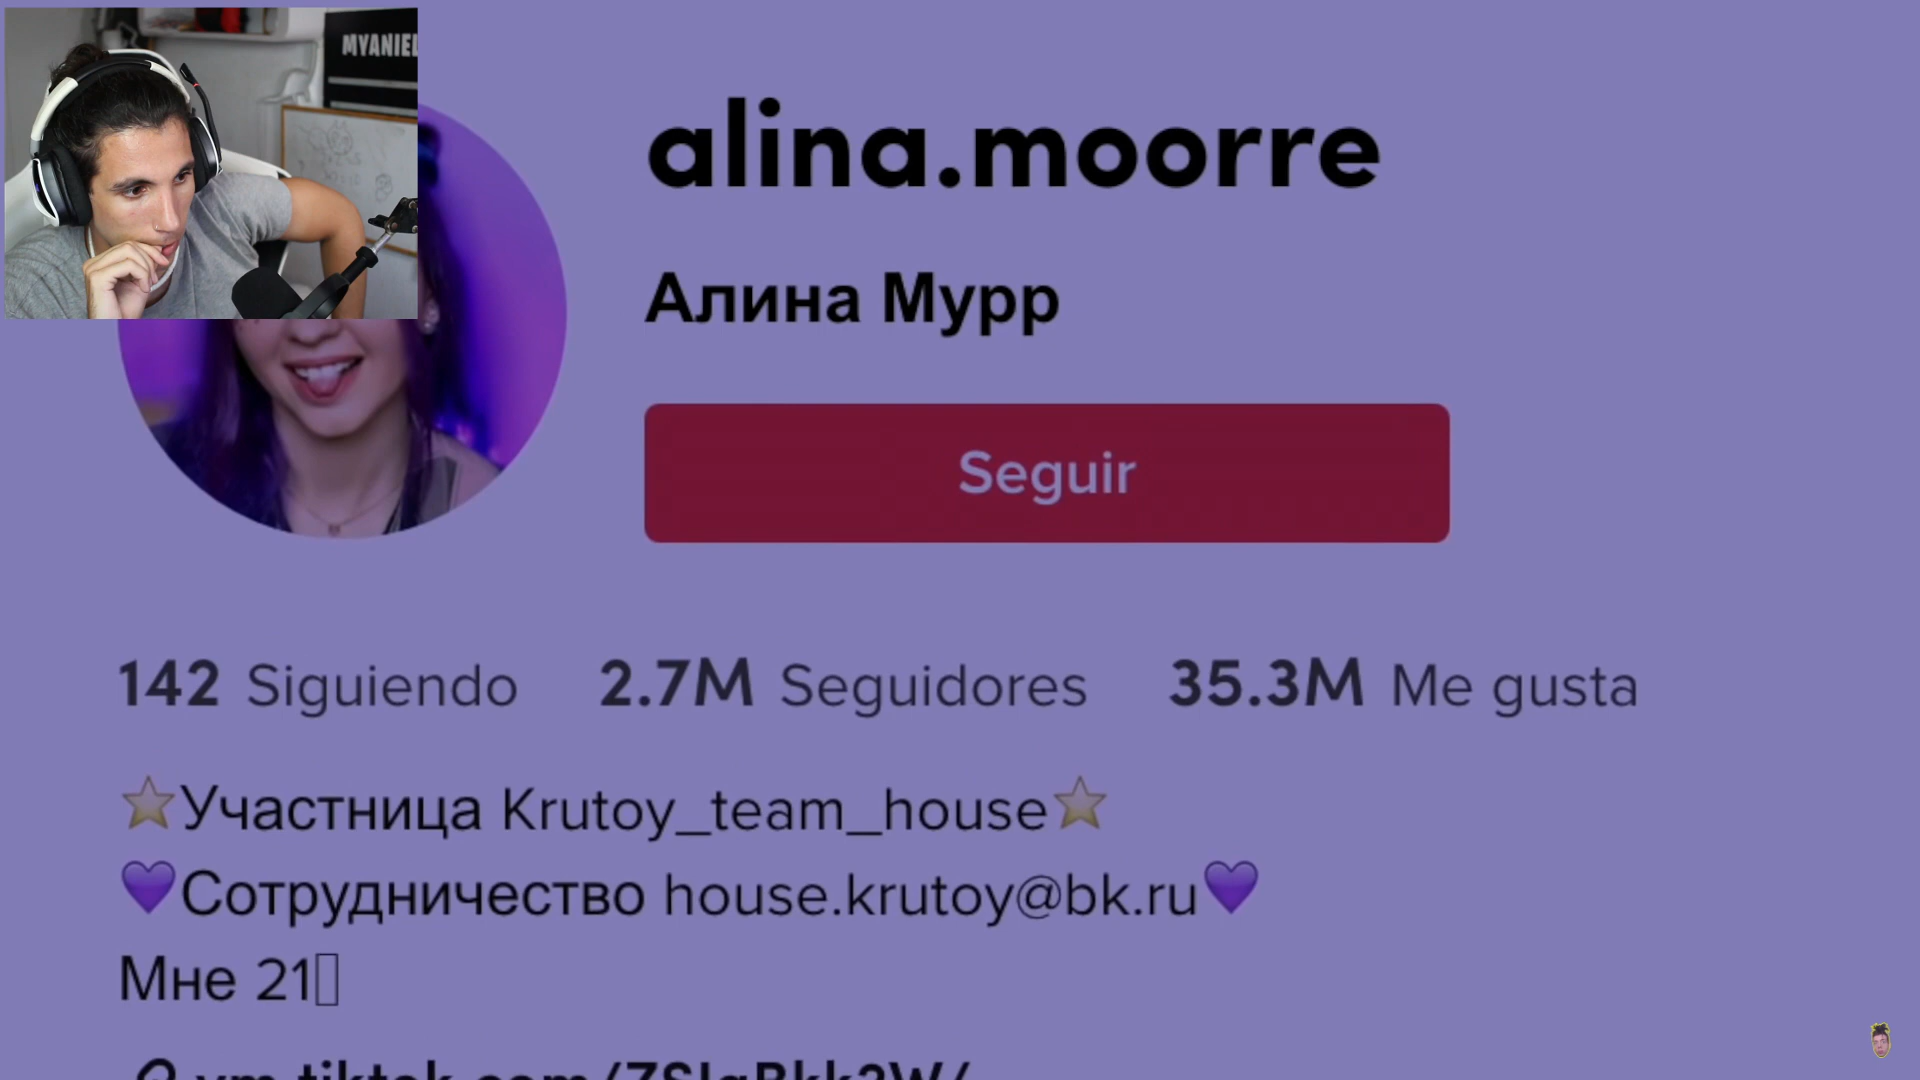 MYANIEL
alina.moorre
Алина Мурр
Seguir
142 Siguiendo 2.7M Seguidores 35.3M Me gusta
⭐Участница Krutoy_team_house⭐
💜Сотрудничество house.krutoy@bk.ru💜
Мне 21